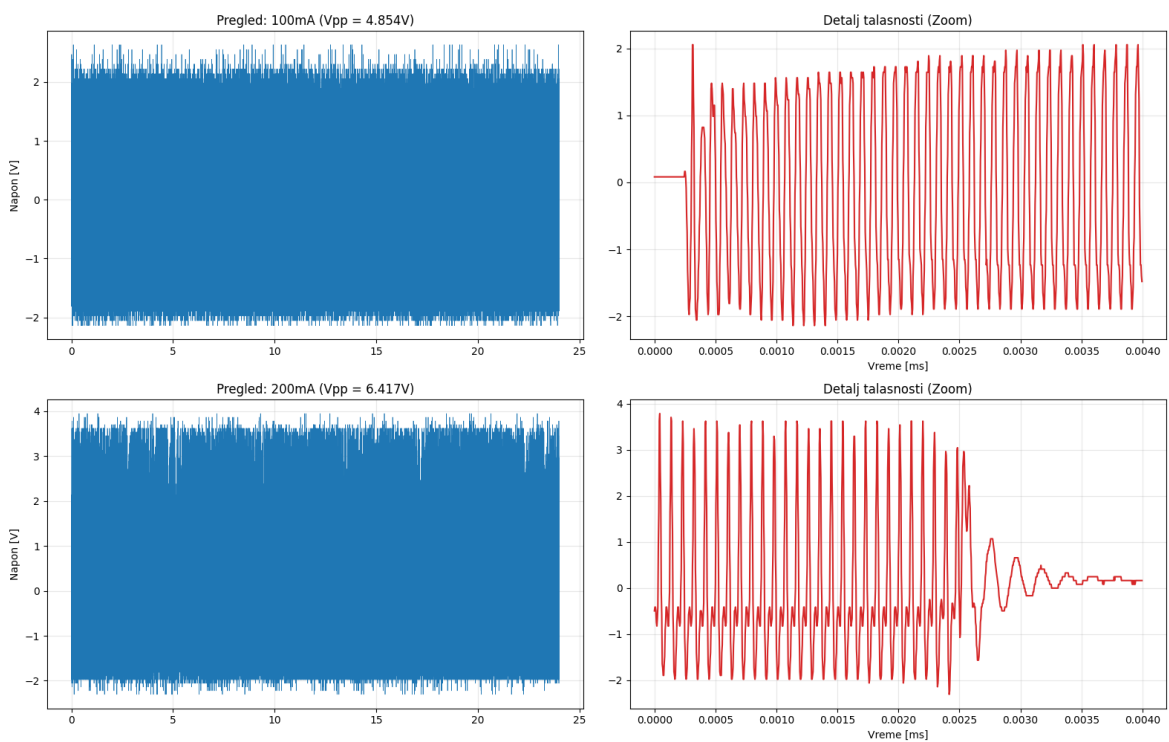 Pregled: 100mA (Vpp = 4.854V)
Napon [V]
2
1
0
−1
−2
0 5 10 15 20 25
Detalj talasnosti (Zoom)
2
1
0
−1
−2
0.0000 0.0005 0.0010 0.0015 0.0020 0.0025 0.0030 0.0035 0.0040
Vreme [ms]
Pregled: 200mA (Vpp = 6.417V)
Napon [V]
4
3
2
1
0
−1
−2
0 5 10 15 20 25
Detalj talasnosti (Zoom)
4
3
2
1
0
−1
−2
0.0000 0.0005 0.0010 0.0015 0.0020 0.0025 0.0030 0.0035 0.0040
Vreme [ms]